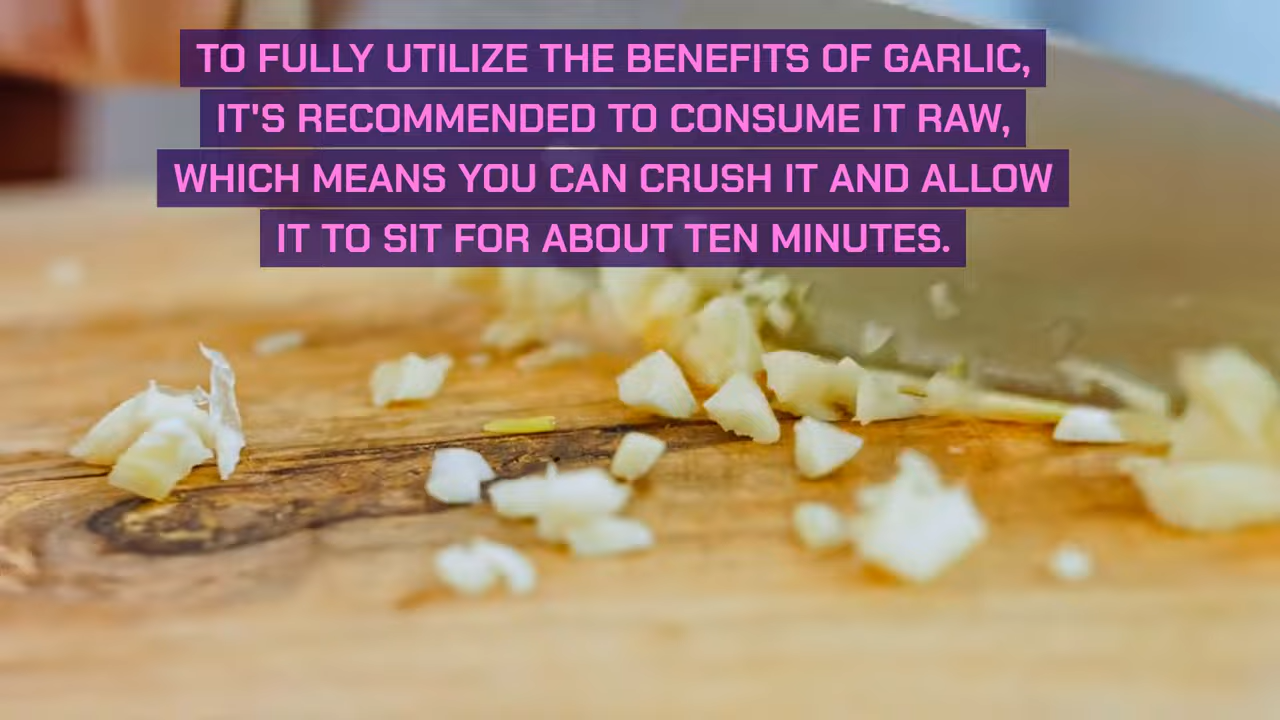 TO FULLY UTILIZE THE BENEFITS OF GARLIC,
IT'S RECOMMENDED TO CONSUME IT RAW,
WHICH MEANS YOU CAN CRUSH IT AND ALLOW
IT TO SIT FOR ABOUT TEN MINUTES.